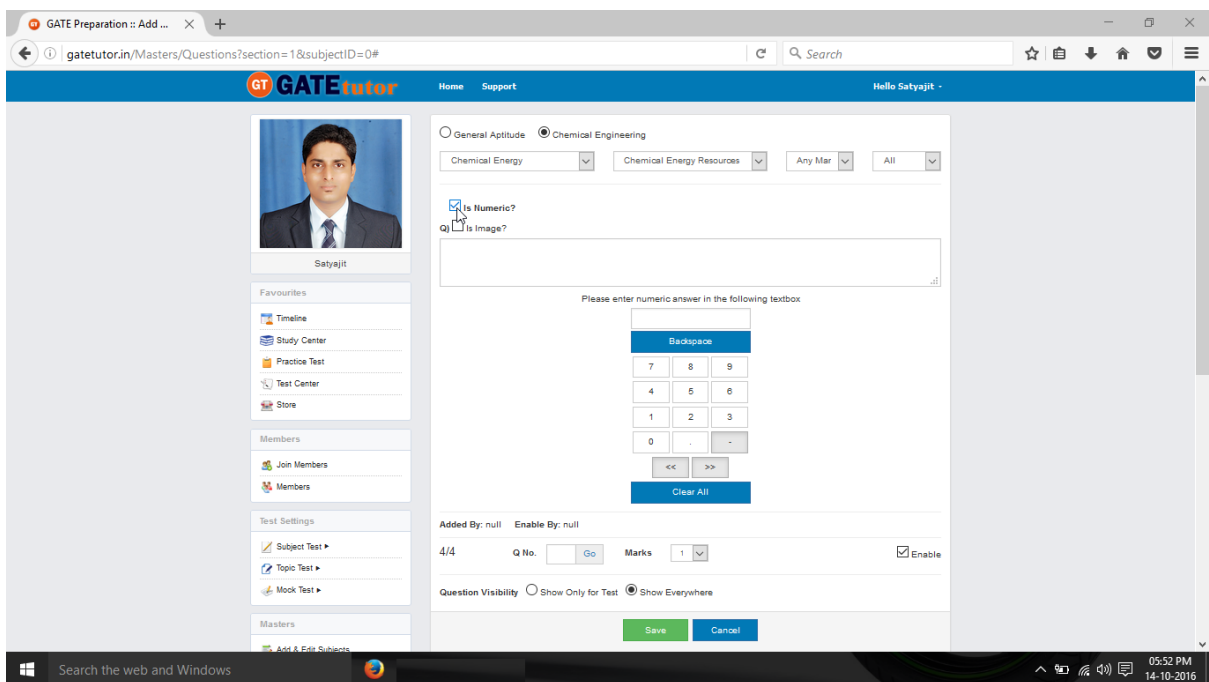 GATE Preparation :: Add ...
gatetutor.in/Masters/Questions?section=1&subjectID=0#
Search
GT GATEtutor
Home Support
Hello Satyajit
General Aptitude Chemical Engineering
Chemical Energy Chemical Energy Resources Any Mar All
Is Numeric?
Q) Is Image?
Satyajit
Please enter numeric answer in the following textbox
Backspace
7 8 9
4 5 6
1 2 3
0 . -
<< >>
Clear All
Favourites
Timeline
Study Center
Practice Test
Test Center
Store
Members
Join Members
Members
Test Settings
Subject Test
Topic Test
Mock Test
Masters
Add & Edit Subjects
Added By: null Enable By: null
4/4 Q No. Go Marks 1 Enable
Question Visibility Show Only for Test Show Everywhere
Save Cancel
Search the web and Windows
05:52 PM
14-10-2016